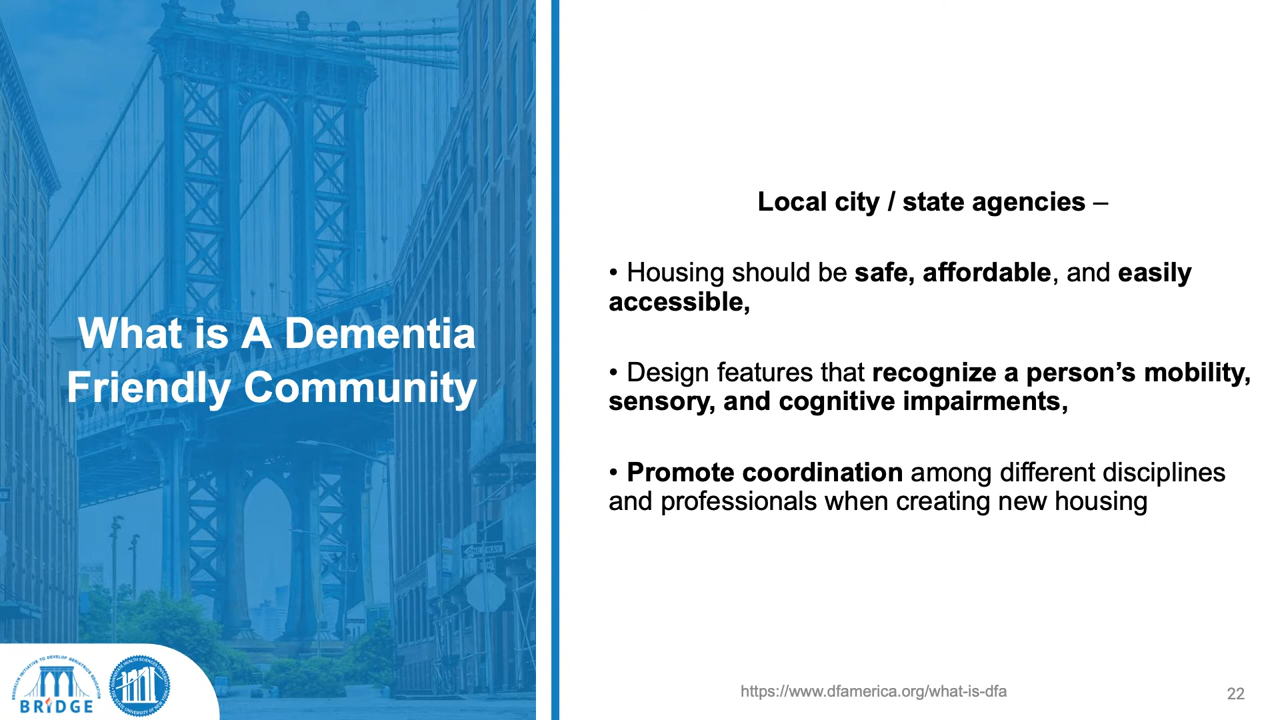 What is A Dementia
Friendly Community
Local city / state agencies –
• Housing should be safe, affordable, and easily
accessible,
• Design features that recognize a person’s mobility,
sensory, and cognitive impairments,
• Promote coordination among different disciplines
and professionals when creating new housing
BRIDGE
https://www.dfamerica.org/what-is-dfa
22
ONE WAY